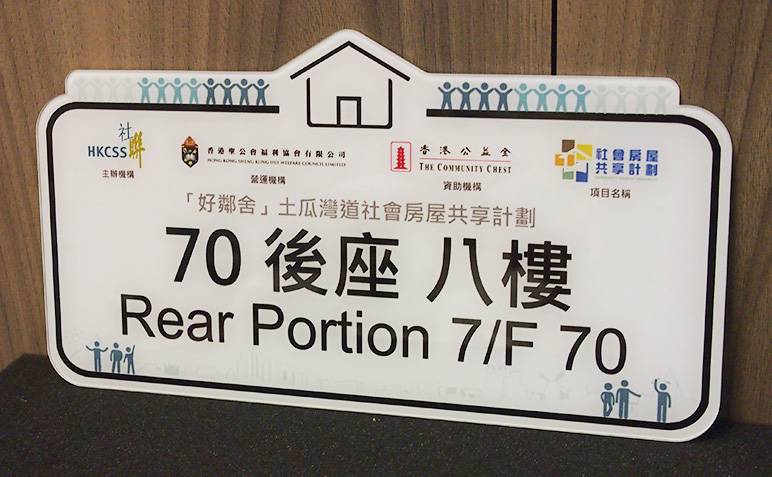 社聯
HKCSS
主辦機構
香港聖公會福利協會有限公司
HONG KONG SHENG KUNG HUI WELFARE COUNCIL LIMITED
營運機構
香港公益金
THE COMMUNITY CHEST
資助機構
社會房屋
共享計劃
項目名稱
「好鄰舍」土瓜灣道社會房屋共享計劃
70 後座 八樓
Rear Portion 7/F 70